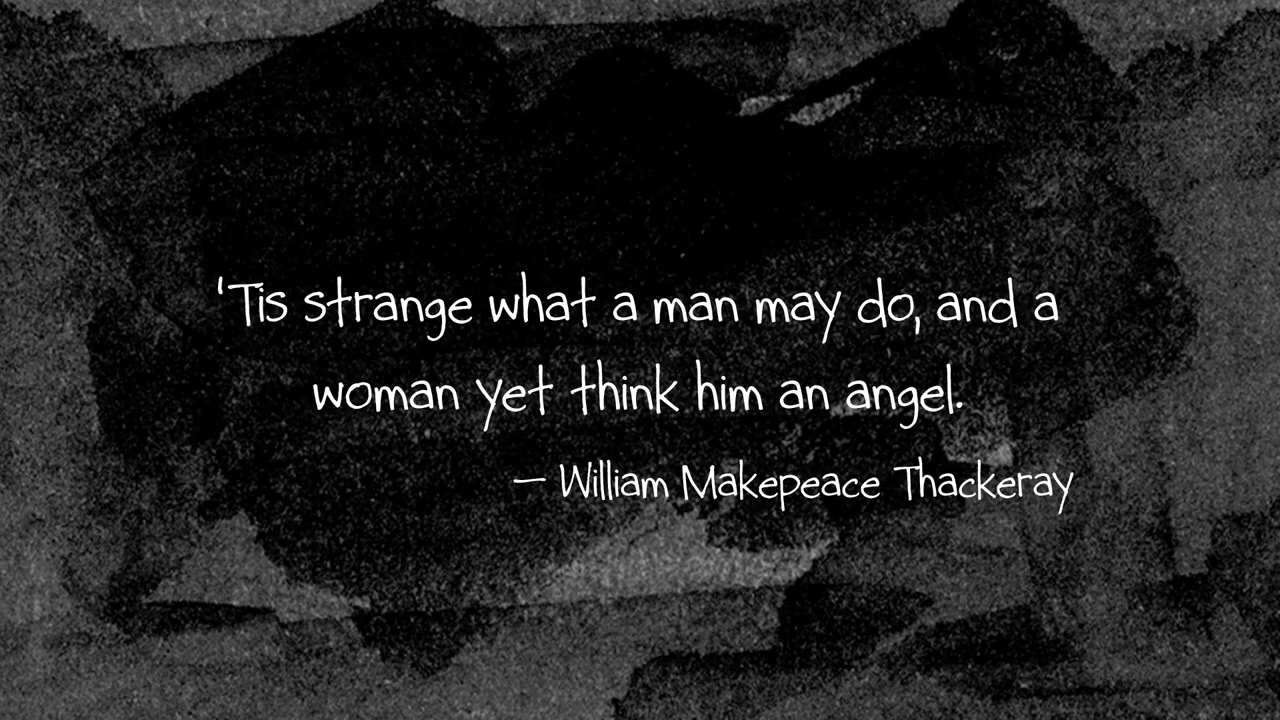 'Tis strange what a man may do, and a
woman yet think him an angel.
— William Makepeace Thackeray